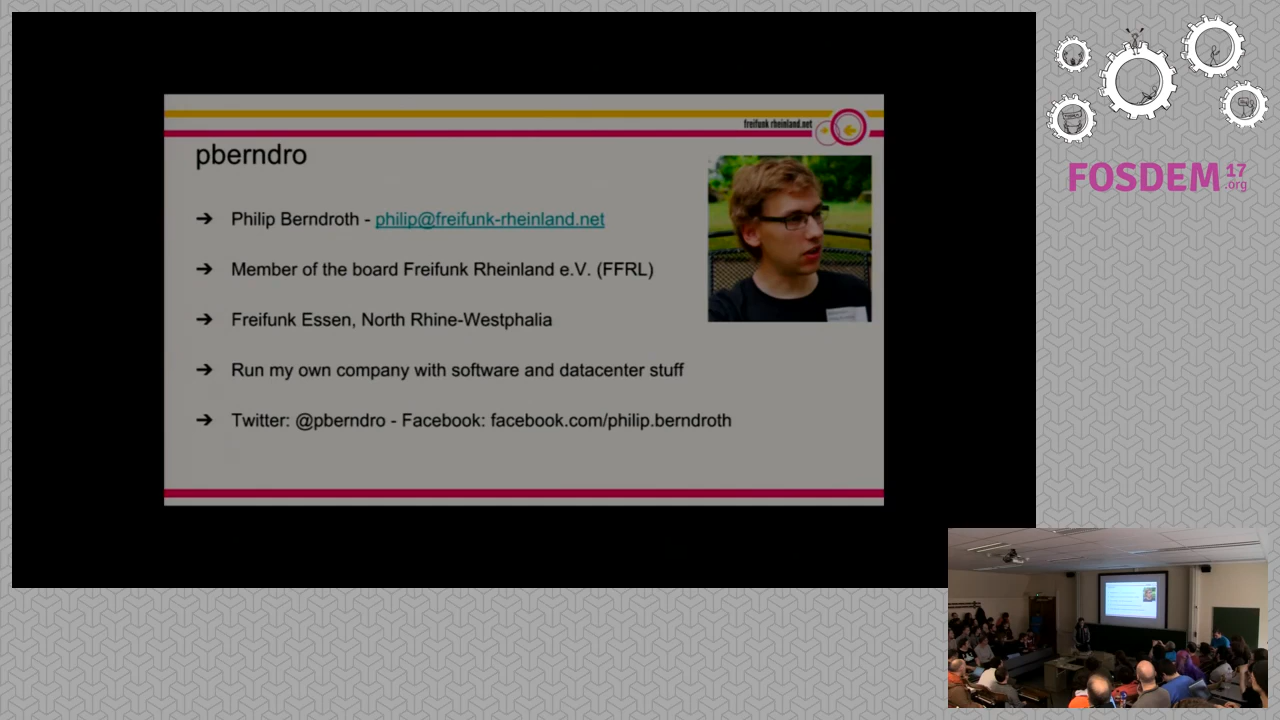 freifunk rheinland.net
pberndro
➔ Philip Berndroth - philip@freifunk-rheinland.net
➔ Member of the board Freifunk Rheinland e.V. (FFRL)
➔ Freifunk Essen, North Rhine-Westphalia
➔ Run my own company with software and datacenter stuff
➔ Twitter: @pberndro - Facebook: facebook.com/philip.berndroth
FOSDEM 17 .org